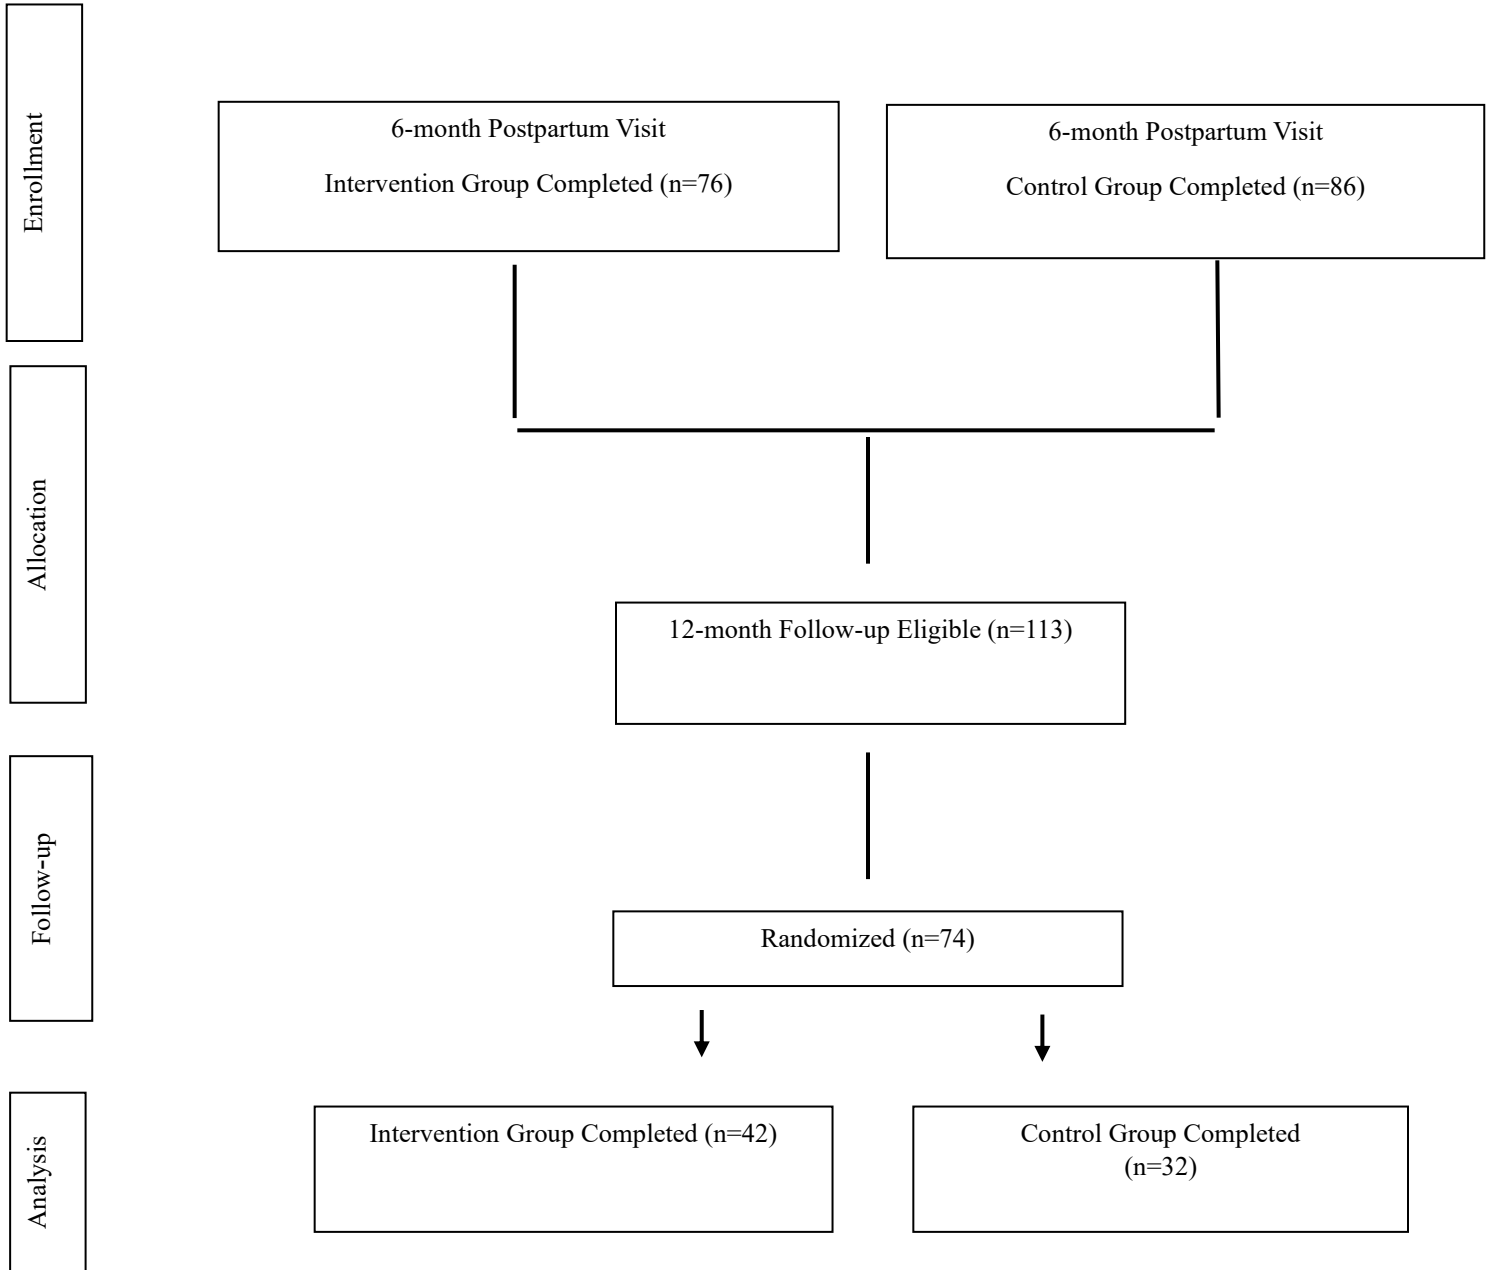 Enrollment
6-month Postpartum Visit
Intervention Group Completed (n=76)
6-month Postpartum Visit
Control Group Completed (n=86)
Allocation
12-month Follow-up Eligible (n=113)
Follow-up
Randomized (n=74)
Analysis
Intervention Group Completed (n=42)
Control Group Completed
(n=32)